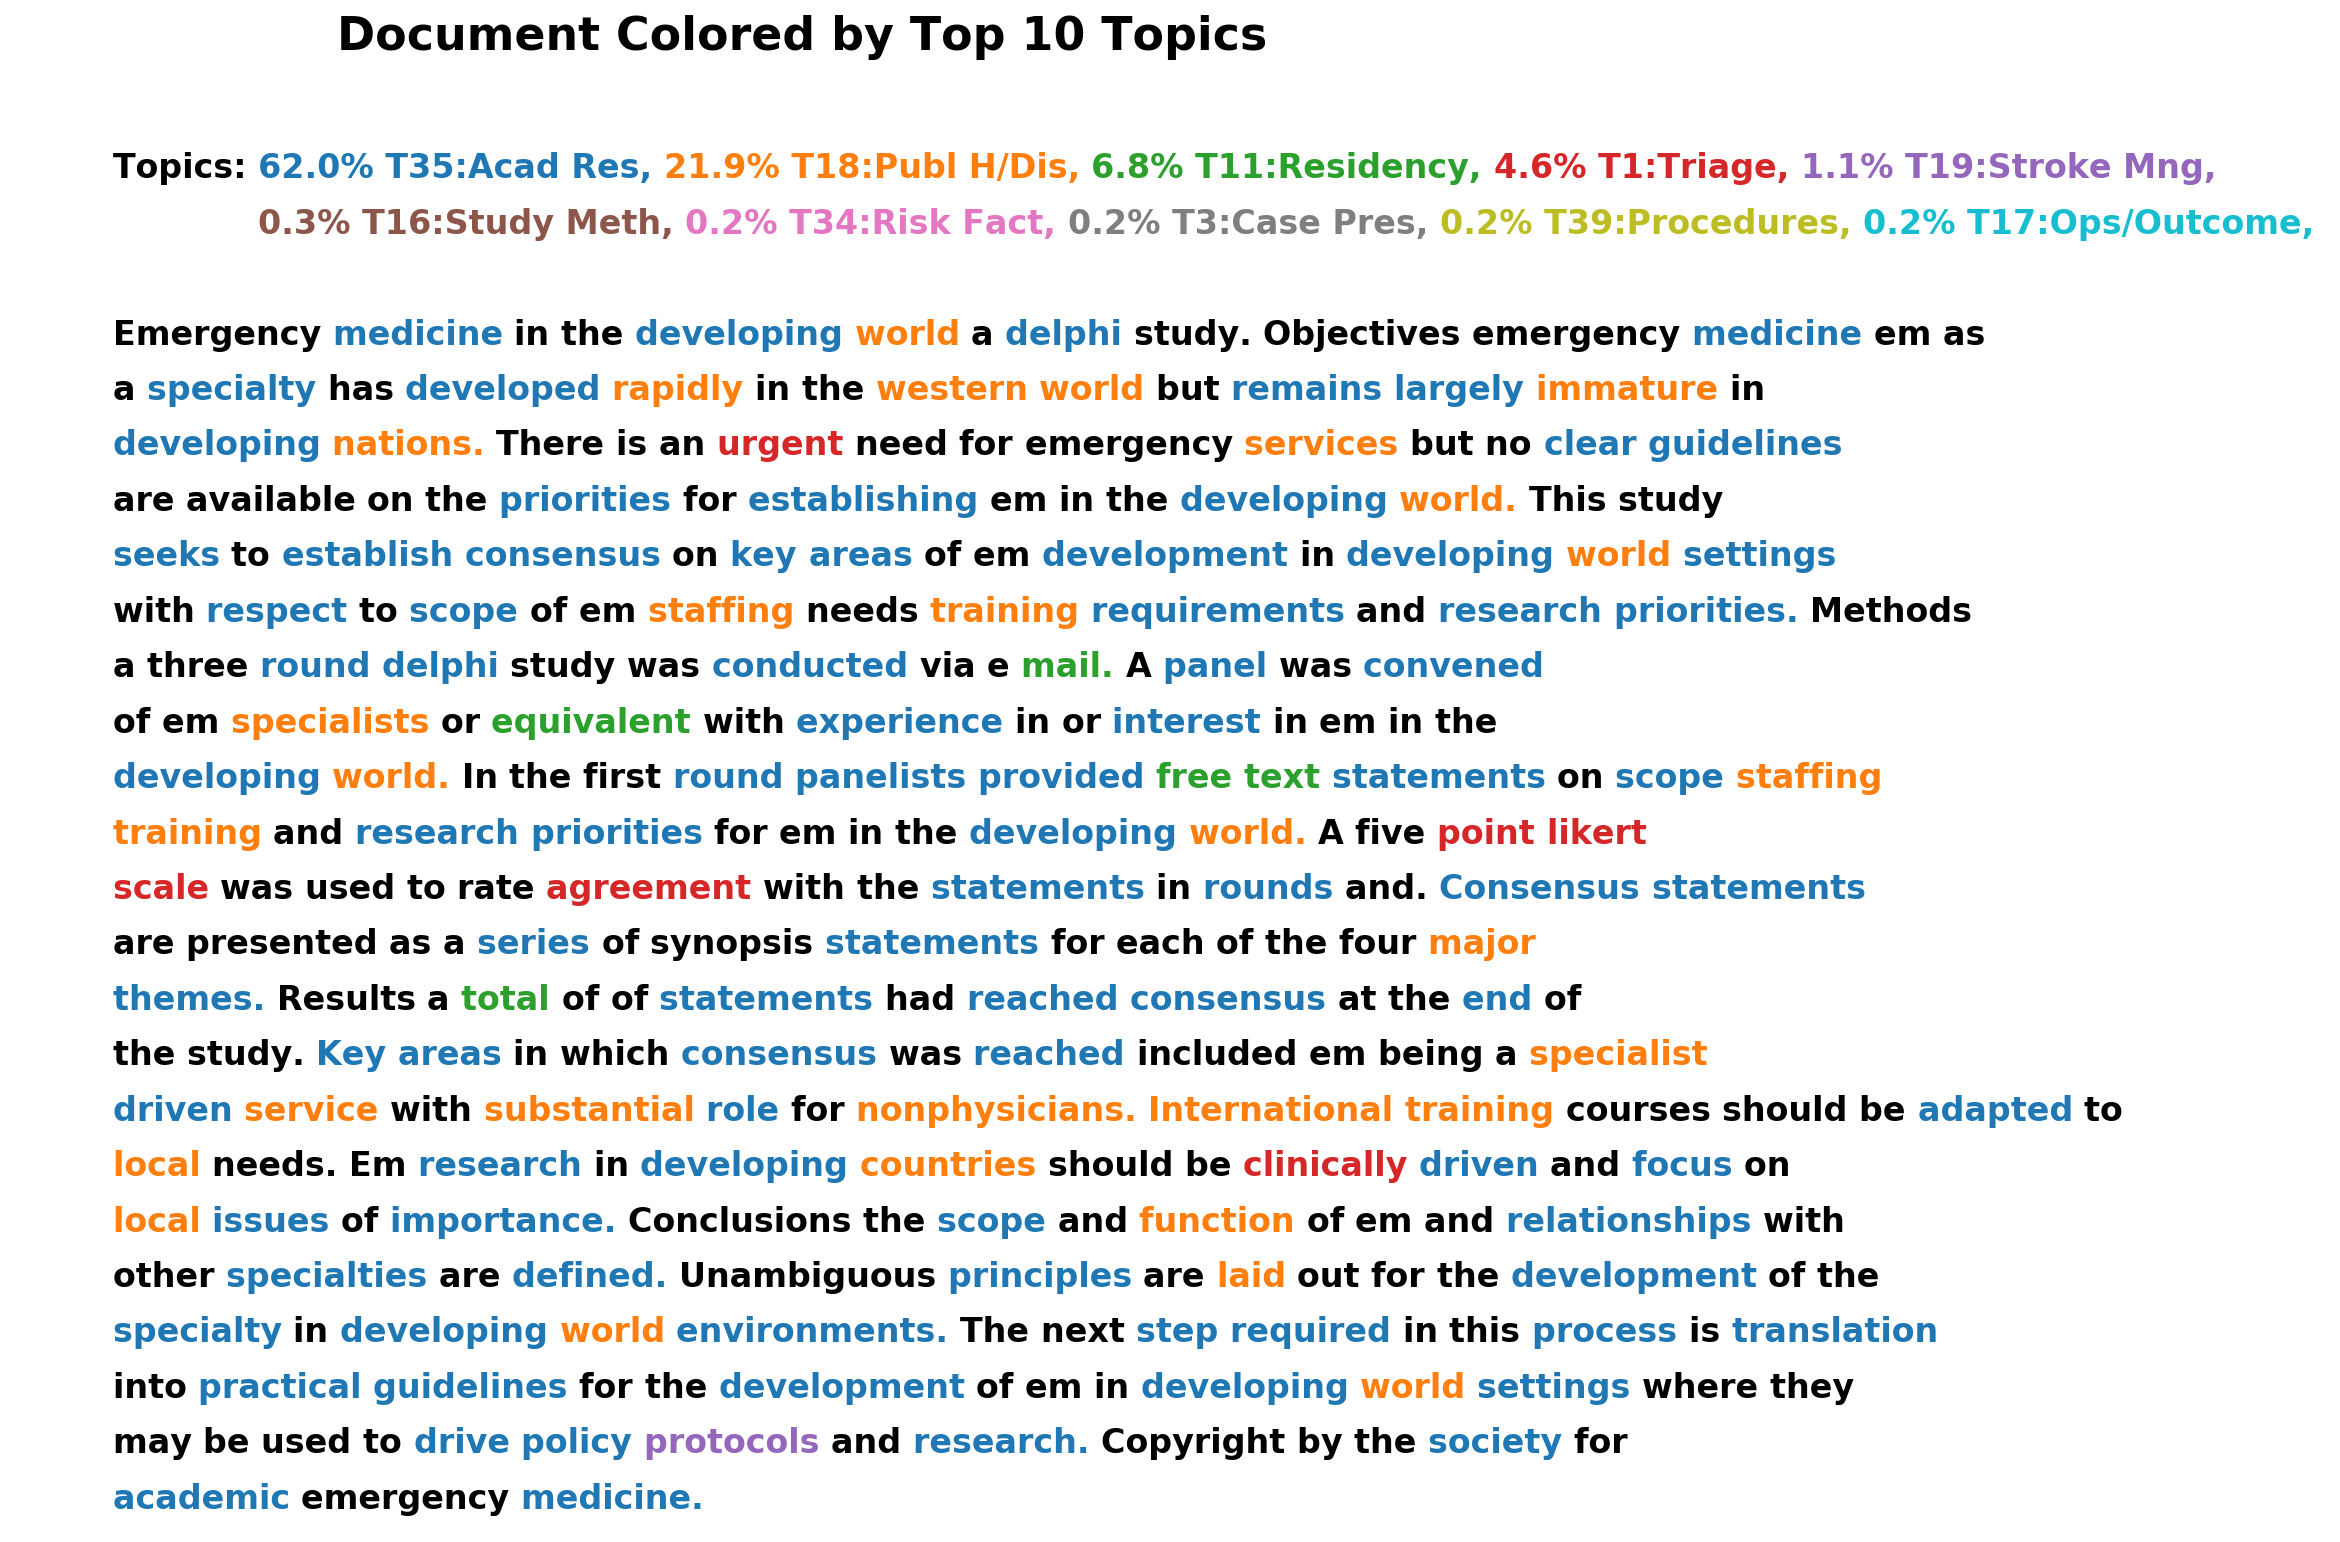 Document Colored by Top 10 Topics
Topics: 62.0% T35:Acad Res, 21.9% T18:Publ H/Dis, 6.8% T11:Residency, 4.6% T1:Triage, 1.1% T19:Stroke Mng,
0.3% T16:Study Meth, 0.2% T34:Risk Fact, 0.2% T3:Case Pres, 0.2% T39:Procedures, 0.2% T17:Ops/Outcome,
Emergency medicine in the developing world a delphi study. Objectives emergency medicine em as
a specialty has developed rapidly in the western world but remains largely immature in
developing nations. There is an urgent need for emergency services but no clear guidelines
are available on the priorities for establishing em in the developing world. This study
seeks to establish consensus on key areas of em development in developing world settings
with respect to scope of em staffing needs training requirements and research priorities. Methods
a three round delphi study was conducted via e mail. A panel was convened
of em specialists or equivalent with experience in or interest in em in the
developing world. In the first round panelists provided free text statements on scope staffing
training and research priorities for em in the developing world. A five point likert
scale was used to rate agreement with the statements in rounds and. Consensus statements
are presented as a series of synopsis statements for each of the four major
themes. Results a total of of statements had reached consensus at the end of
the study. Key areas in which consensus was reached included em being a specialist
driven service with substantial role for nonphysicians. International training courses should be adapted to
local needs. Em research in developing countries should be clinically driven and focus on
local issues of importance. Conclusions the scope and function of em and relationships with
other specialties are defined. Unambiguous principles are laid out for the development of the
specialty in developing world environments. The next step required in this process is translation
into practical guidelines for the development of em in developing world settings where they
may be used to drive policy protocols and research. Copyright by the society for
academic emergency medicine.